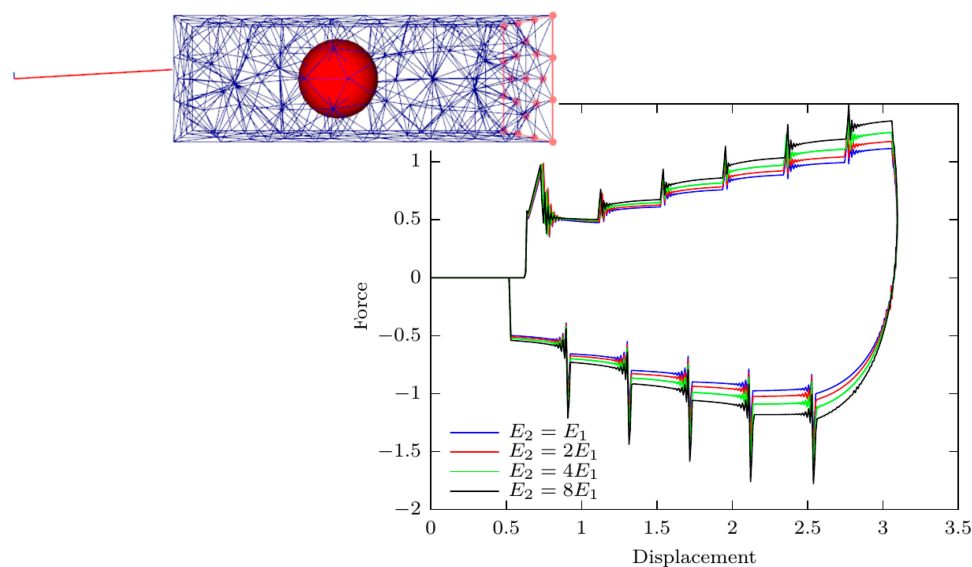 1
0.5
0
−0.5
−1
−1.5
−2
Force
E₂ = E₁
E₂ = 2E₁
E₂ = 4E₁
E₂ = 8E₁
0 0.5 1 1.5 2 2.5 3 3.5
Displacement